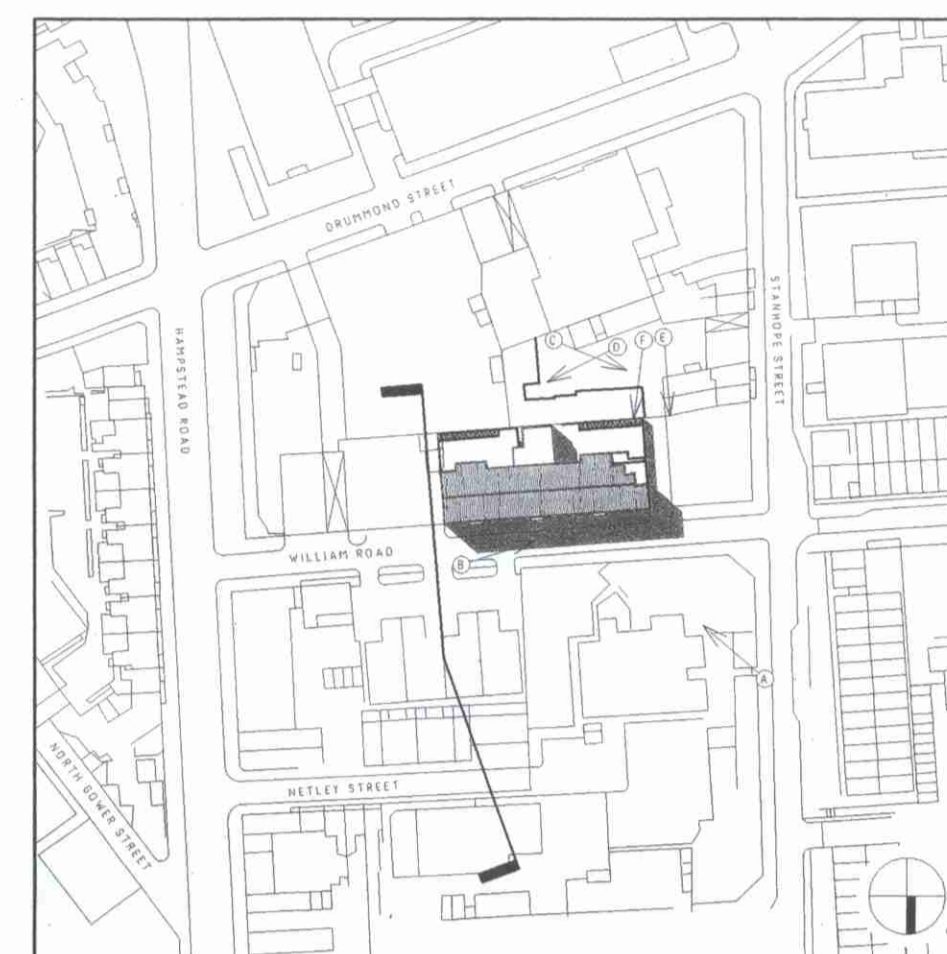 DRUMMOND STREET
STANHOPE STREET
HAMPSTEAD ROAD
C
D
F
E
WILLIAM ROAD
B
A
NORTH GOWER STREET
NETLEY STREET